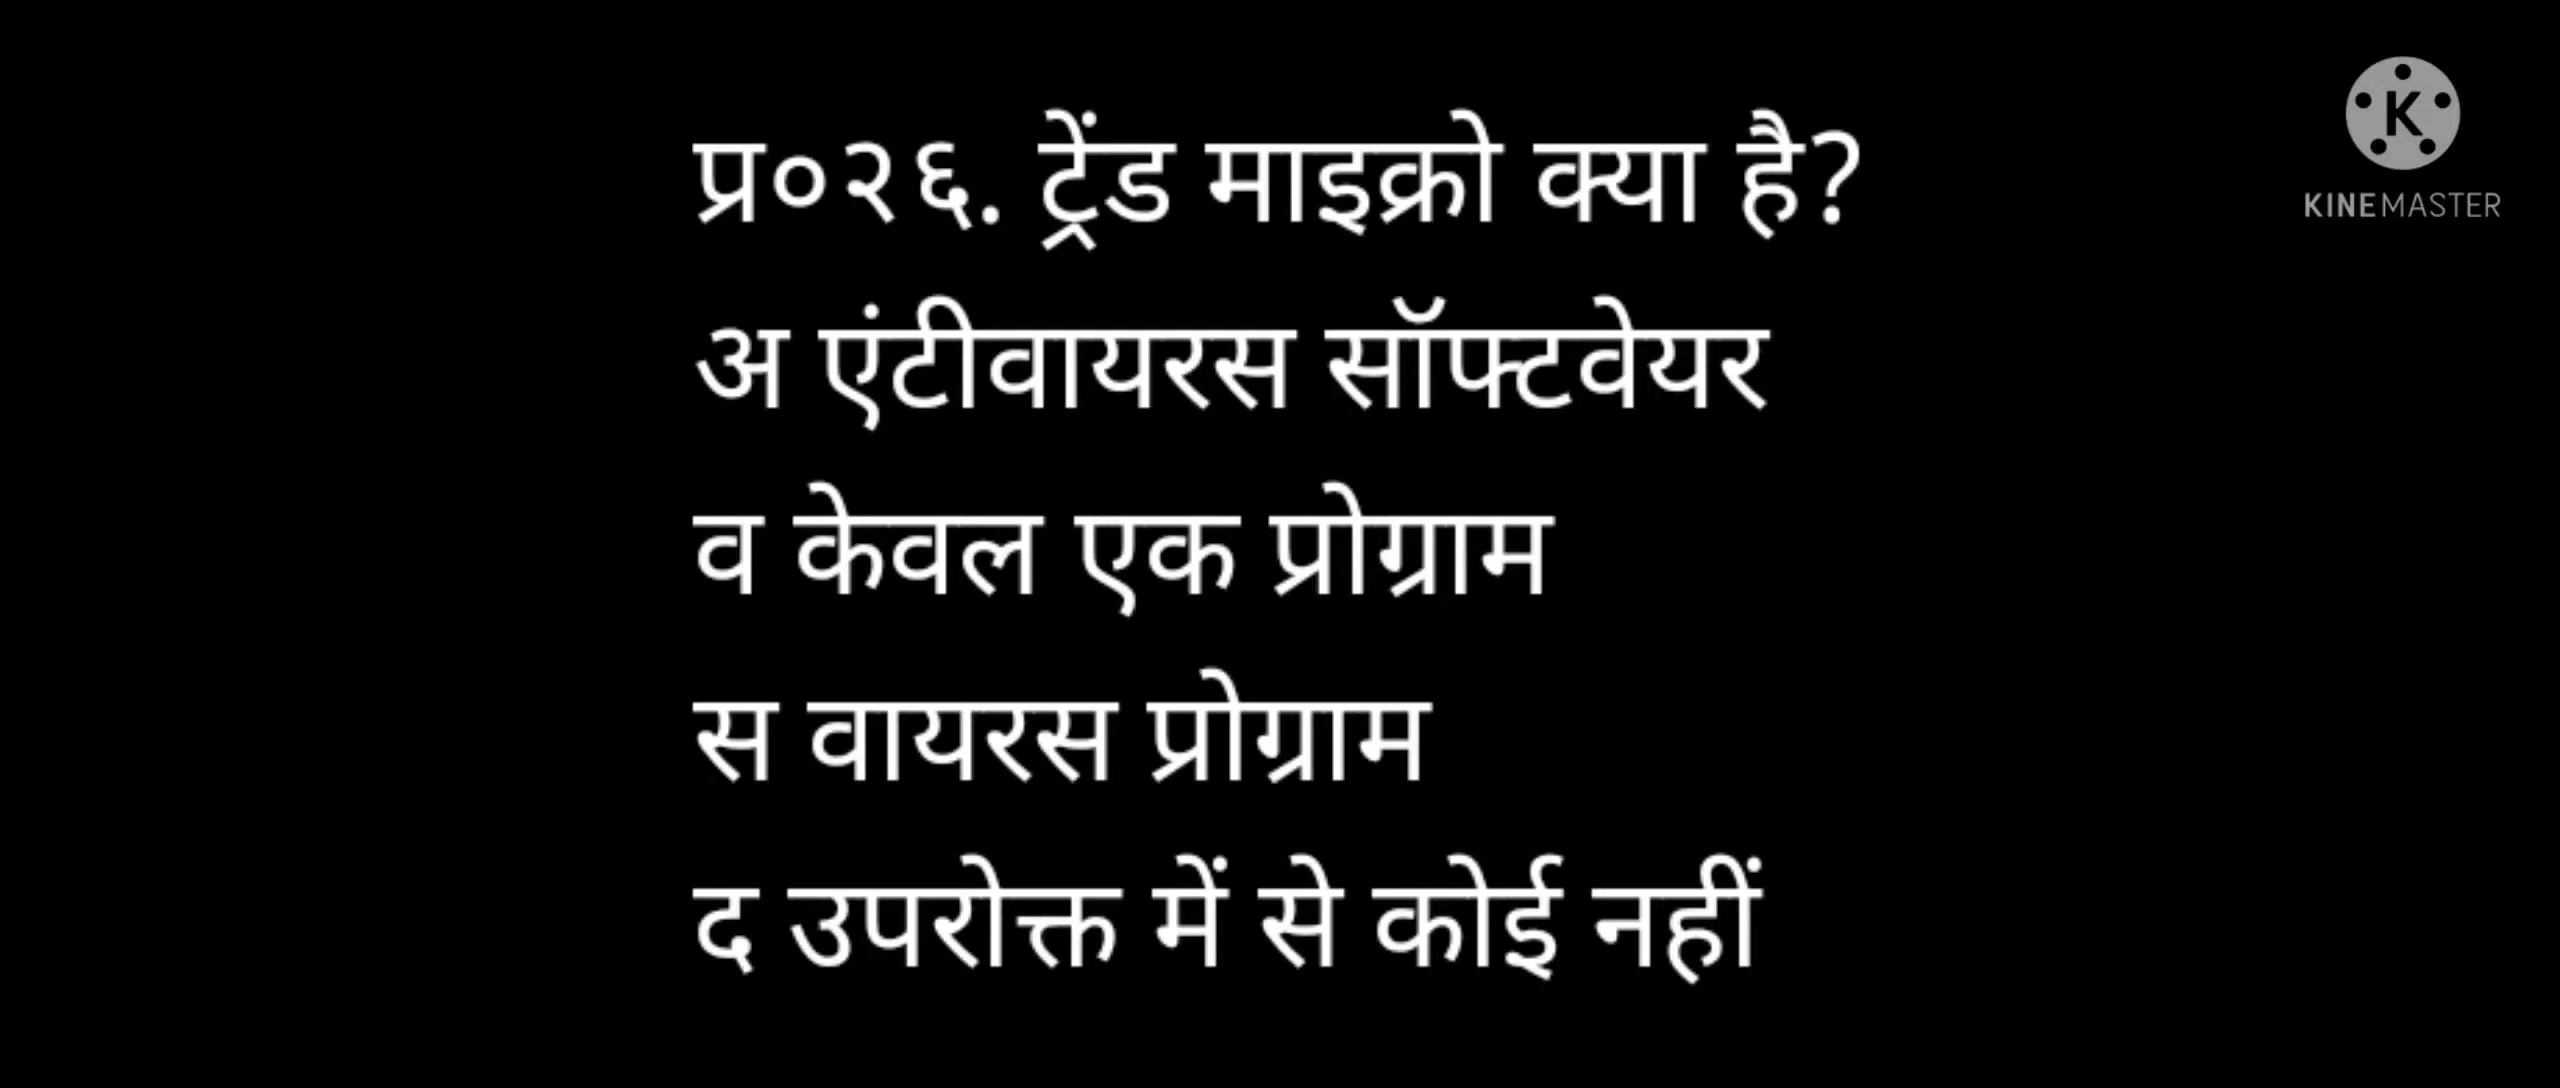 प्र०२६. ट्रेंड माइक्रो क्या है?
अ एंटीवायरस सॉफ्टवेयर
व केवल एक प्रोग्राम
स वायरस प्रोग्राम
द उपरोक्त में से कोई नहीं
K
KINEMASTER